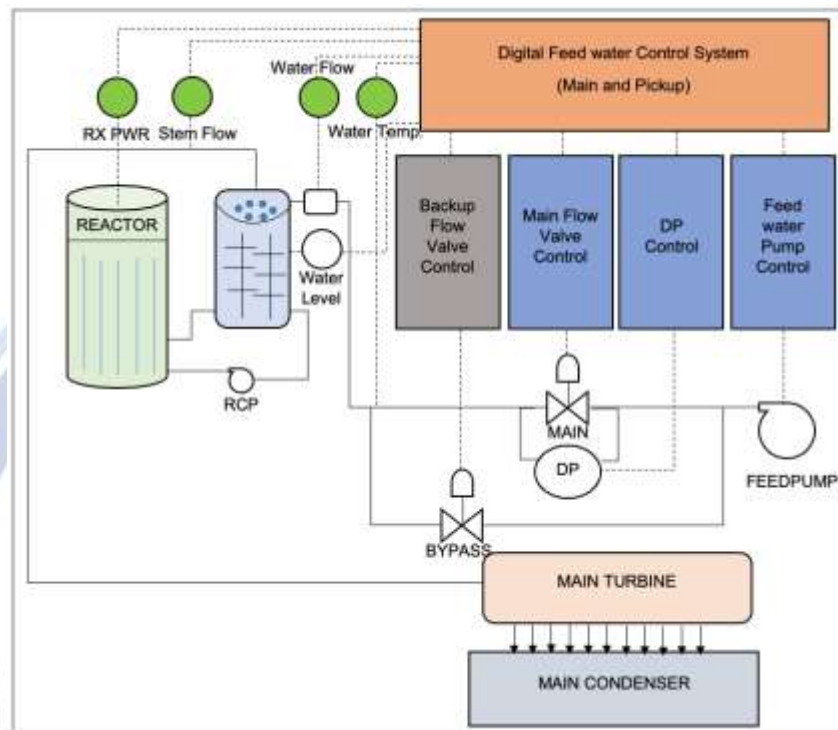 Digital Feed water Control System
(Main and Pickup)
Water Flow
RX PWR
Stem Flow
Water Temp.
REACTOR
Backup
Flow
Valve
Control
Main Flow
Valve
Control
DP
Control
Feed
water
Pump
Control
Water
Level
RCP
MAIN
DP
FEEDPUMP
BYPASS
MAIN TURBINE
MAIN CONDENSER